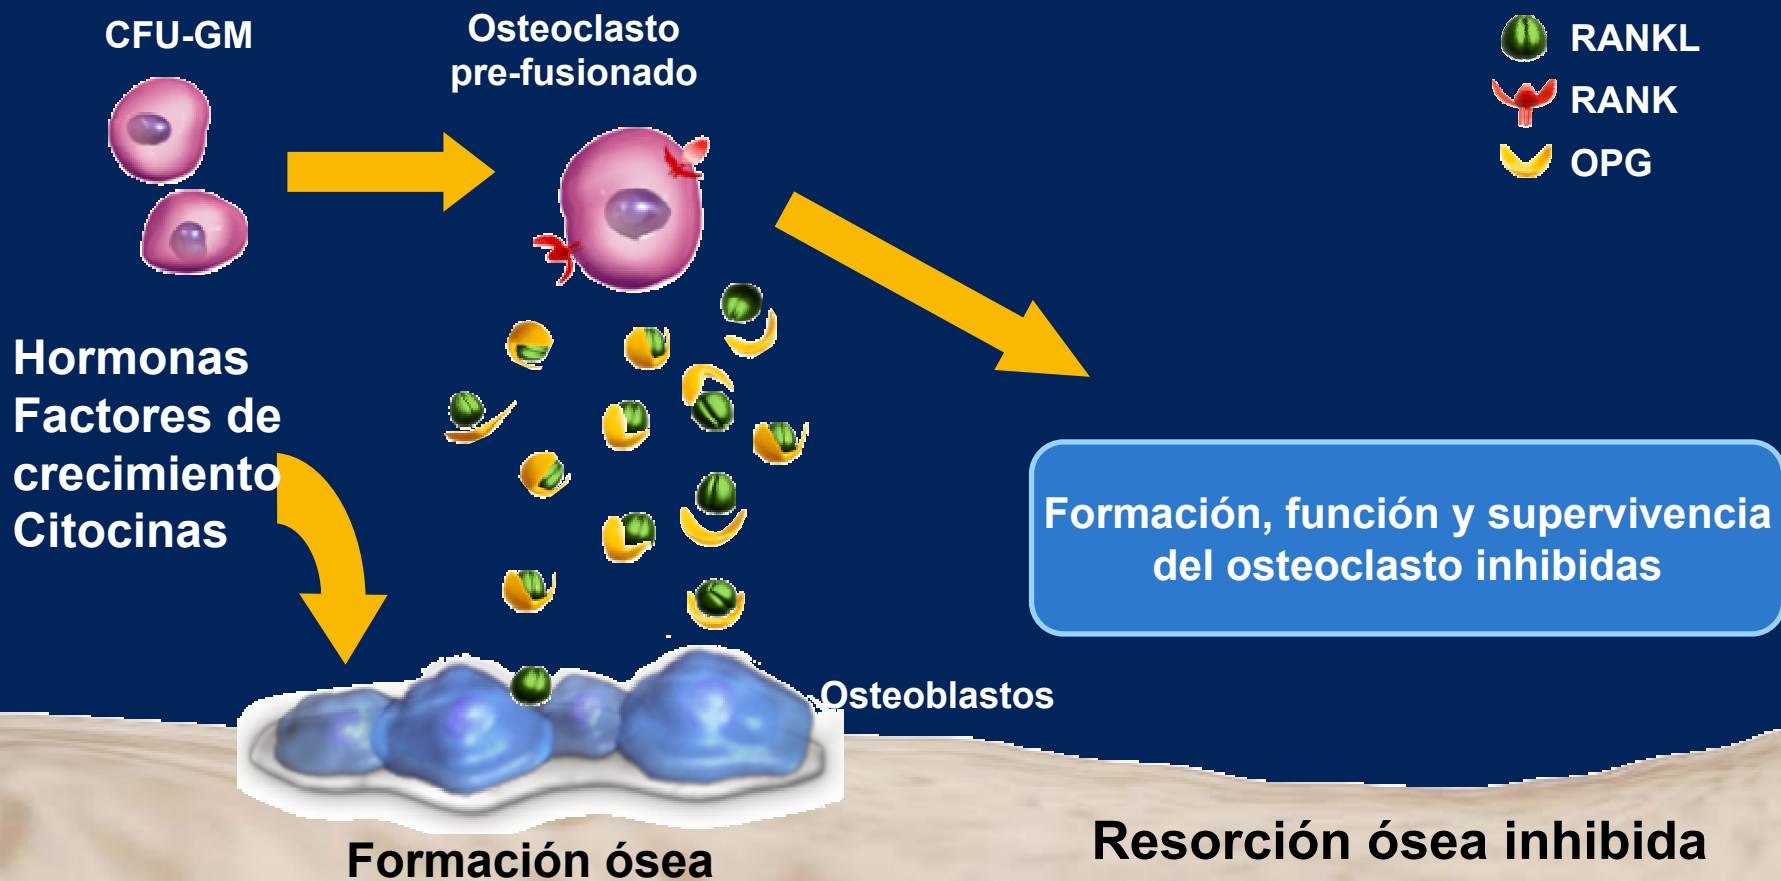 CFU-GM
Osteoclasto
pre-fusionado
RANKL
RANK
OPG
Hormonas
Factores de
crecimiento
Citocinas
Formación, función y supervivencia
del osteoclasto inhibidas
Osteoblastos
Formación ósea
Resorción ósea inhibida